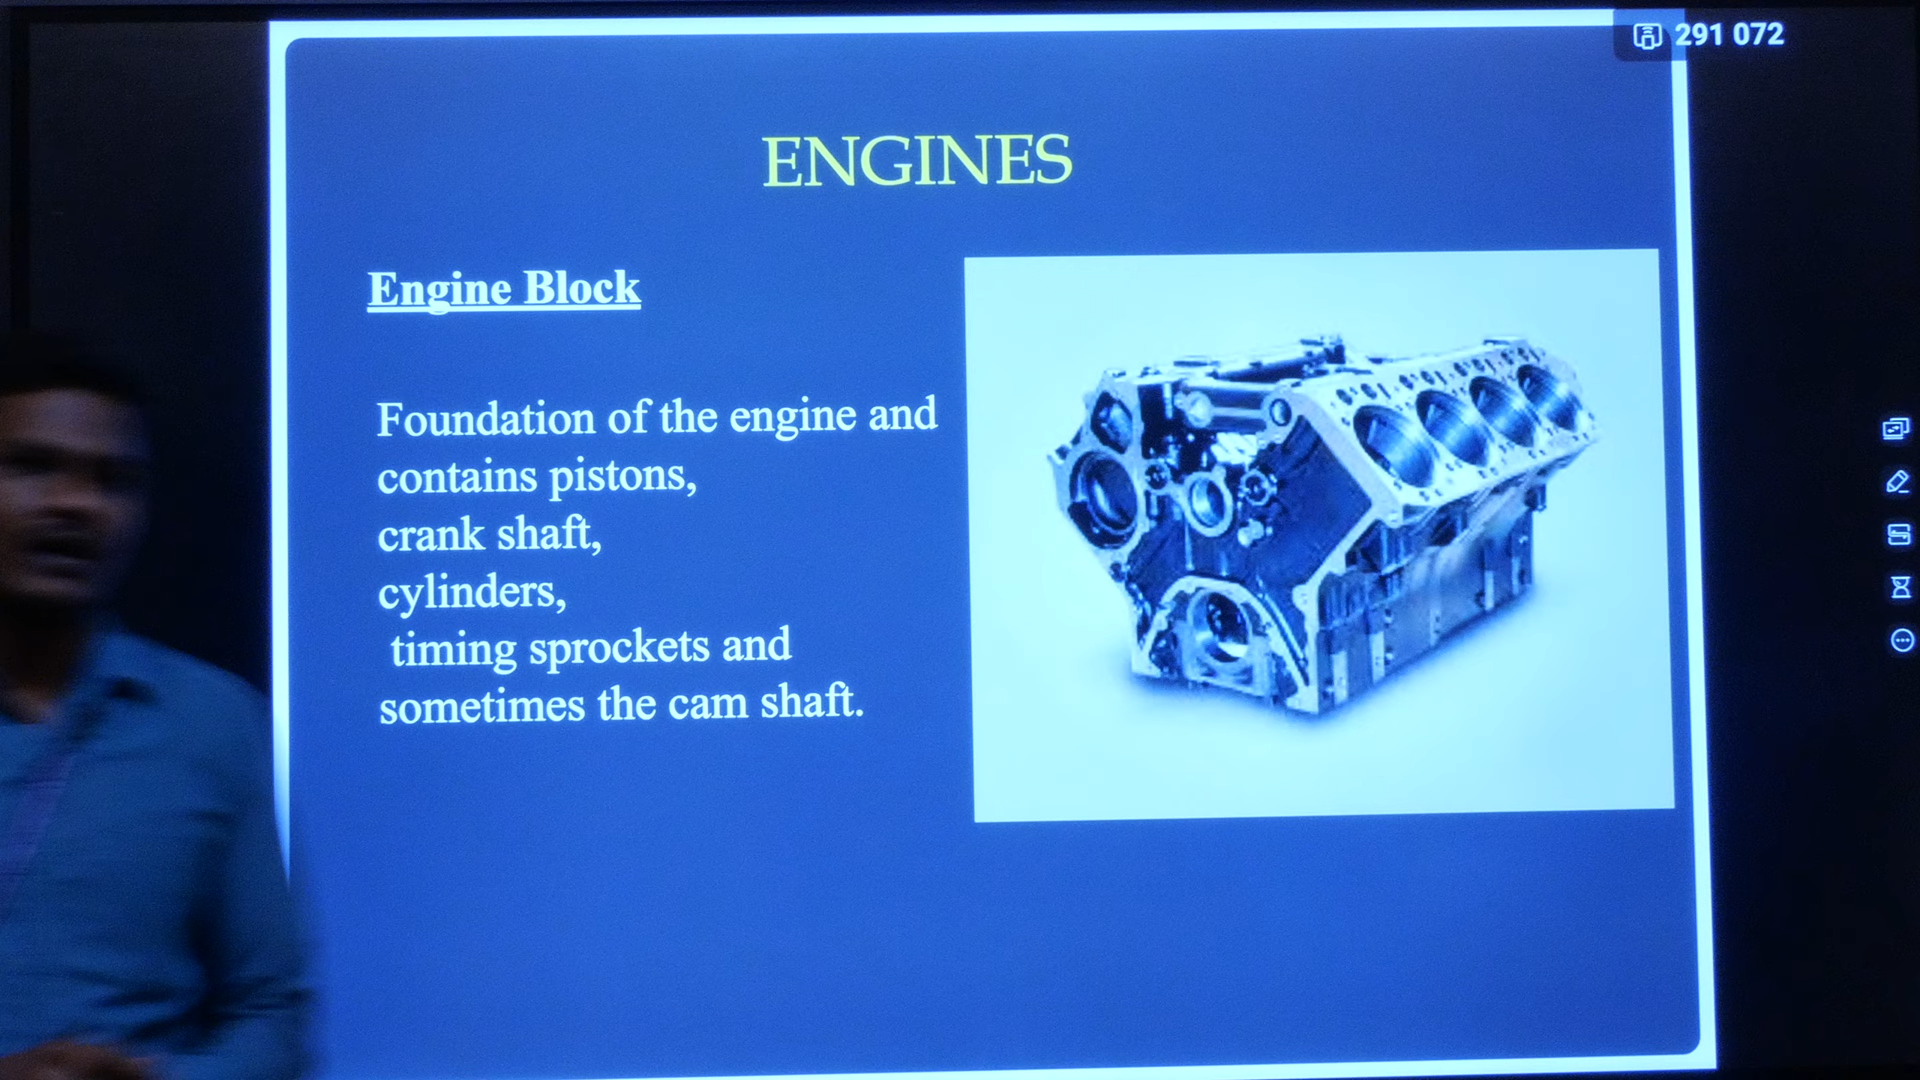 291 072
ENGINES
Engine Block
Foundation of the engine and
contains pistons,
crank shaft,
cylinders,
timing sprockets and
sometimes the cam shaft.